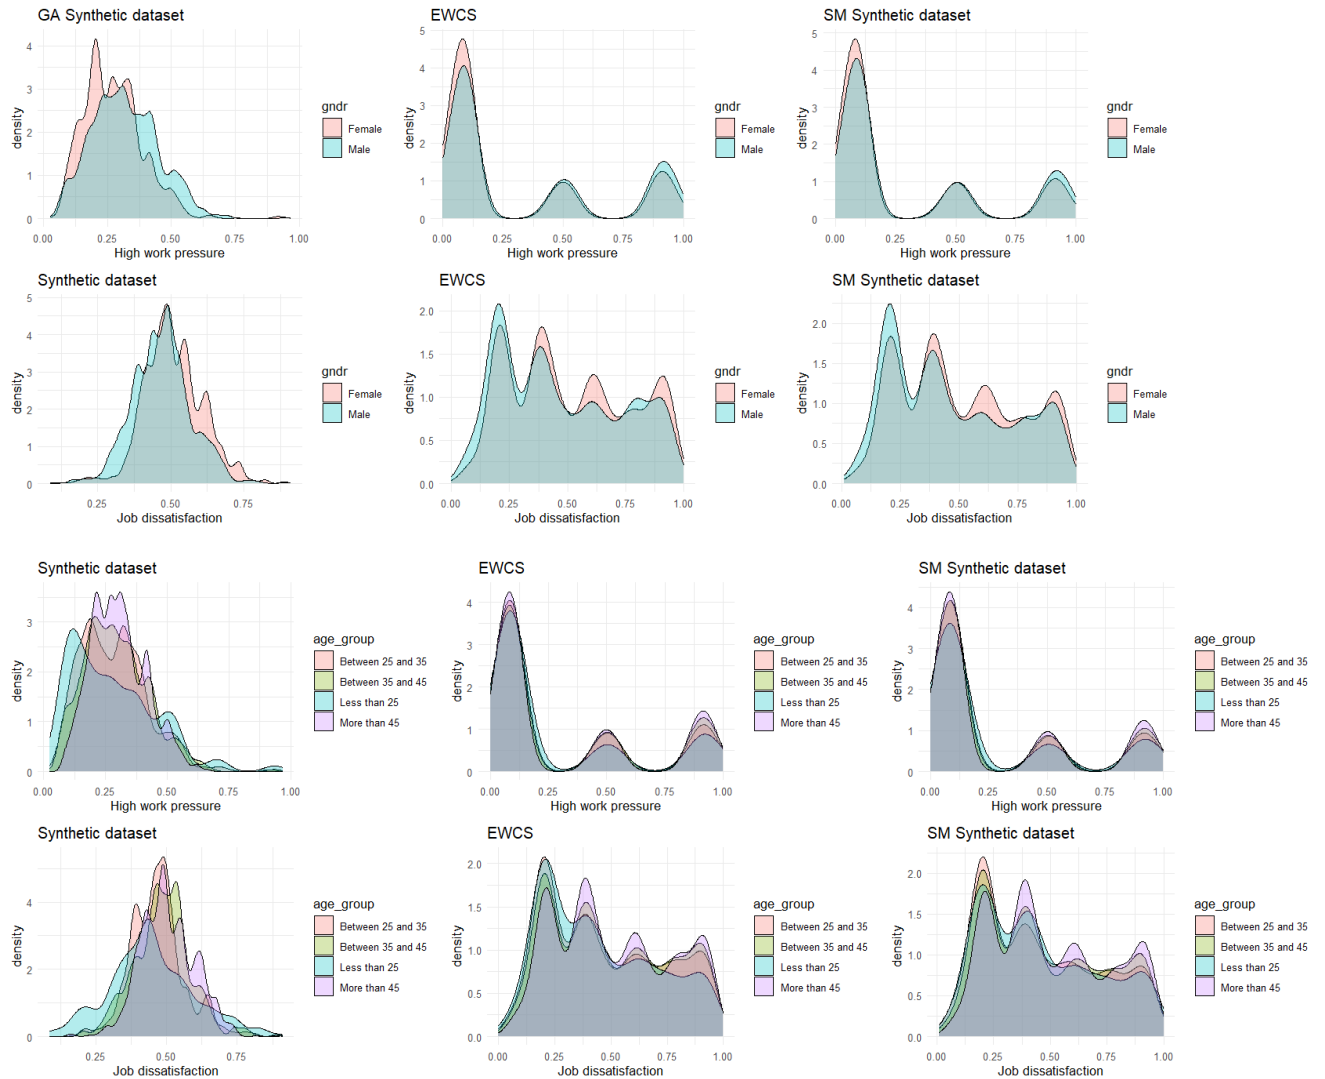 GA Synthetic dataset
density
4
3
2
1
0
0.00 0.25 0.50 0.75 1.00
High work pressure
gndr
Female
Male
EWCS
density
5
4
3
2
1
0
0.00 0.25 0.50 0.75 1.00
High work pressure
gndr
Female
Male
SM Synthetic dataset
density
5
4
3
2
1
0
0.00 0.25 0.50 0.75 1.00
High work pressure
gndr
Female
Male
Synthetic dataset
density
5
4
3
2
1
0
0.25 0.50 0.75
Job dissatisfaction
gndr
Female
Male
EWCS
density
2.0
1.5
1.0
0.5
0.0
0.00 0.25 0.50 0.75 1.00
Job dissatisfaction
gndr
Female
Male
SM Synthetic dataset
density
2.0
1.5
1.0
0.5
0.0
0.00 0.25 0.50 0.75 1.00
Job dissatisfaction
gndr
Female
Male
Synthetic dataset
density
3
2
1
0
0.00 0.25 0.50 0.75 1.00
High work pressure
age_group
Between 25 and 35
Between 35 and 45
Less than 25
More than 45
EWCS
density
4
3
2
1
0
0.00 0.25 0.50 0.75 1.00
High work pressure
age_group
Between 25 and 35
Between 35 and 45
Less than 25
More than 45
SM Synthetic dataset
density
4
3
2
1
0
0.00 0.25 0.50 0.75 1.00
High work pressure
age_group
Between 25 and 35
Between 35 and 45
Less than 25
More than 45
Synthetic dataset
density
4
2
0
0.25 0.50 0.75
Job dissatisfaction
age_group
Between 25 and 35
Between 35 and 45
Less than 25
More than 45
EWCS
density
2.0
1.5
1.0
0.5
0.0
0.00 0.25 0.50 0.75 1.00
Job dissatisfaction
age_group
Between 25 and 35
Between 35 and 45
Less than 25
More than 45
SM Synthetic dataset
density
2.0
1.5
1.0
0.5
0.0
0.00 0.25 0.50 0.75 1.00
Job dissatisfaction
age_group
Between 25 and 35
Between 35 and 45
Less than 25
More than 45